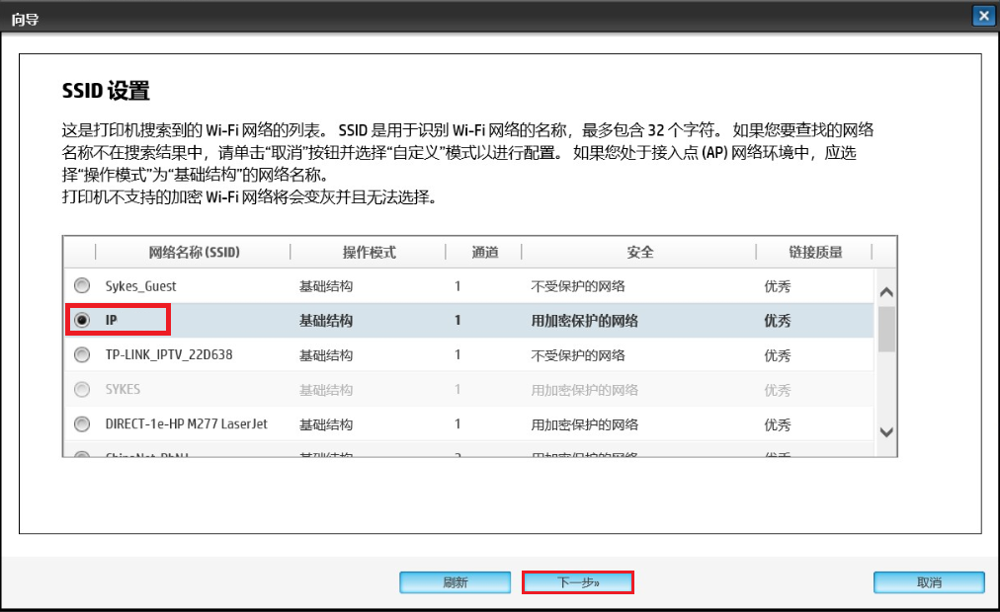 向导
SSID 设置
这是打印机搜索到的 Wi-Fi 网络的列表。 SSID 是用于识别 Wi-Fi 网络的名称，最多包含 32 个字符。 如果您要查找的网络
名称不在搜索结果中，请单击“取消”按钮并选择“自定义”模式以进行配置。 如果您处于接入点 (AP) 网络环境中，应选
择“操作模式”为“基础结构”的网络名称。
打印机不支持的加密 Wi-Fi 网络将会变灰并且无法选择。
网络名称 (SSID) 操作模式 通道 安全 链接质量
Sykes_Guest 基础结构 1 不受保护的网络 优秀
IP 基础结构 1 用加密保护的网络 优秀
TP-LINK_IPTV_22D638 基础结构 1 不受保护的网络 优秀
SYKES 基础结构 1 用加密保护的网络 优秀
DIRECT-1e-HP M277 LaserJet 基础结构 1 用加密保护的网络 优秀
基础结构 用加密保护的网络 优秀
刷新 下一步» 取消